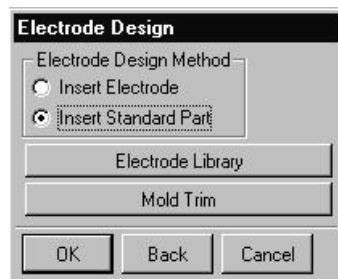 Electrode Design
Electrode Design Method
Insert Electrode
Insert Standard Part
Electrode Library
Mold Trim
OK Back Cancel